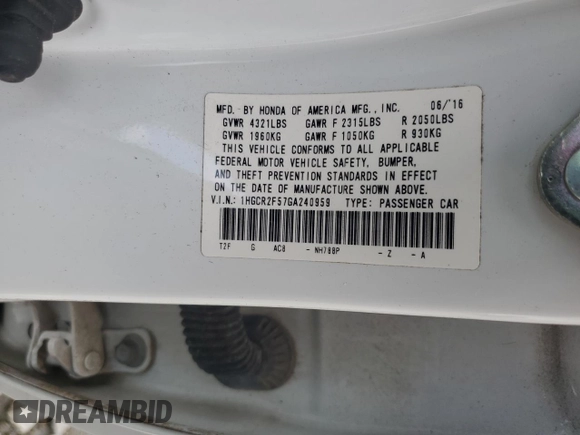 MFD. BY HONDA OF AMERICA MFG.,INC. 06/'16
GVWR 4321LBS GAWR F 2315LBS R 2050LBS
GVWR 1960KG GAWR F 1050KG R 930KG
THIS VEHICLE CONFORMS TO ALL APPLICABLE
FEDERAL MOTOR VEHICLE SAFETY, BUMPER,
AND THEFT PREVENTION STANDARDS IN EFFECT
ON THE DATE OF MANUFACTURE SHOWN ABOVE.
V.I.N.: 1HGCR2F57GA240959 TYPE: PASSENGER CAR
T2F G AC8 - NH788P - Z - A
DREAMBID